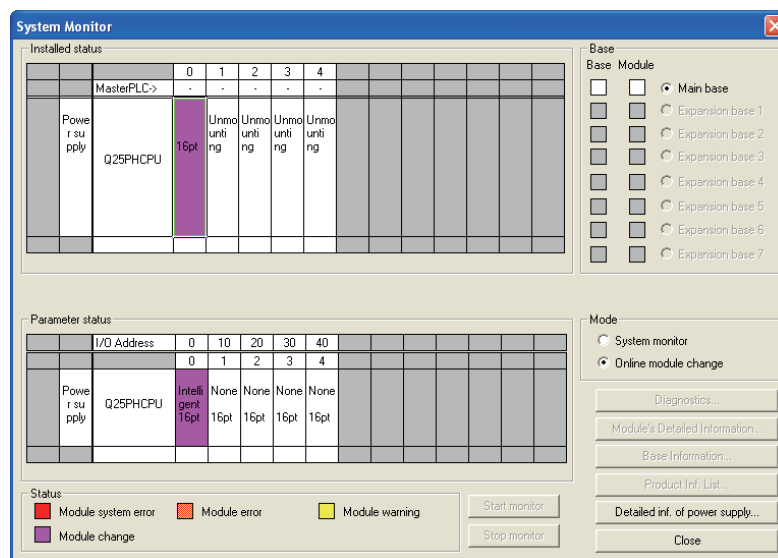 System Monitor
Installed status
0 1 2 3 4
MasterPLC-> - - - - -
Powe
r su
pply
Q25PHCPU
16pt
Unmo
unti
ng
Unmo
unti
ng
Unmo
unti
ng
Unmo
unti
ng
Base
Base Module
Main base
Expansion base 1
Expansion base 2
Expansion base 3
Expansion base 4
Expansion base 5
Expansion base 6
Expansion base 7
Parameter status
I/O Address 0 10 20 30 40
0 1 2 3 4
Powe
r su
pply
Q25PHCPU
Intelli
gent
16pt
None
16pt
None
16pt
None
16pt
None
16pt
Mode
System monitor
Online module change
Diagnostics...
Module's Detailed Information...
Base Information...
Product Inf. List...
Detailed inf. of power supply...
Close
Status
Module system error
Module error
Module warning
Module change
Start monitor
Stop monitor